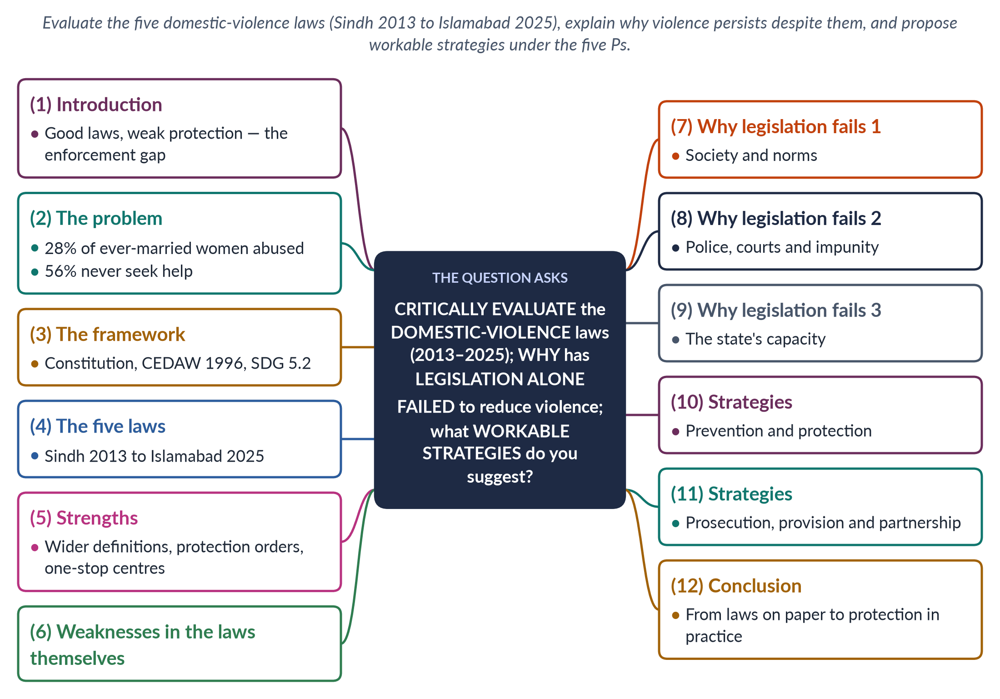 Evaluate the five domestic-violence laws (Sindh 2013 to Islamabad 2025), explain why violence persists despite them, and propose
workable strategies under the five Ps.
(1) Introduction
• Good laws, weak protection — the
enforcement gap
(2) The problem
• 28% of ever-married women abused
• 56% never seek help
(3) The framework
• Constitution, CEDAW 1996, SDG 5.2
(4) The five laws
• Sindh 2013 to Islamabad 2025
(5) Strengths
• Wider definitions, protection orders,
one-stop centres
(6) Weaknesses in the laws
themselves
THE QUESTION ASKS
CRITICALLY EVALUATE the
DOMESTIC-VIOLENCE laws
(2013–2025); WHY has
LEGISLATION ALONE
FAILED to reduce violence;
what WORKABLE
STRATEGIES do you
suggest?
(7) Why legislation fails 1
• Society and norms
(8) Why legislation fails 2
• Police, courts and impunity
(9) Why legislation fails 3
• The state's capacity
(10) Strategies
• Prevention and protection
(11) Strategies
• Prosecution, provision and partnership
(12) Conclusion
• From laws on paper to protection in
practice